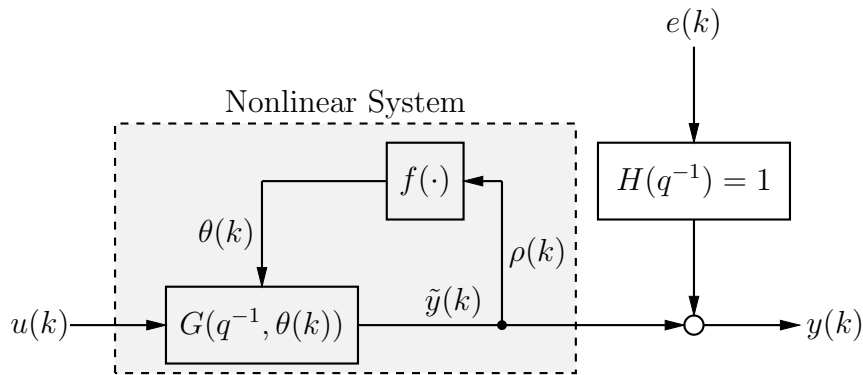 e(k)
Nonlinear System
f(·)
H(q⁻¹) = 1
θ(k)
ρ(k)
ỹ(k)
u(k)
G(q⁻¹, θ(k))
y(k)